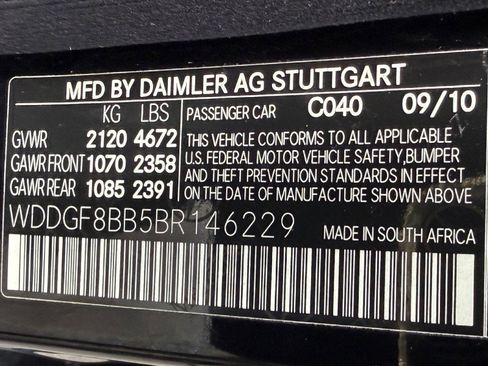 MFD BY DAIMLER AG STUTTGART
KG LBS
GVWR 2120 4672
GAWR FRONT 1070 2358
GAWR REAR 1085 2391
PASSENGER CAR C040 09/10
THIS VEHICLE CONFORMS TO ALL APPLICABLE
U.S. FEDERAL MOTOR VEHICLE SAFETY, BUMPER
AND THEFT PREVENTION STANDARDS IN EFFECT
ON THE DATE OF MANUFACTURE SHOWN ABOVE
WDDGF8BB5BR146229
MADE IN SOUTH AFRICA